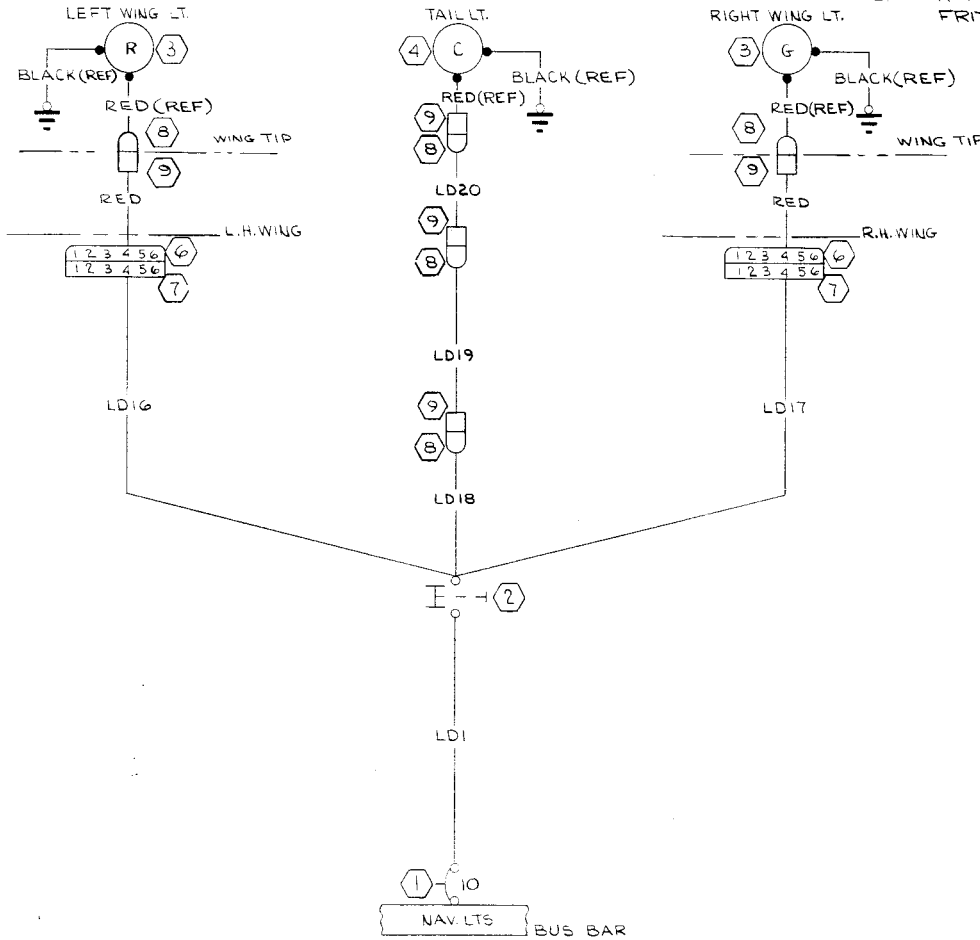 FRIT
LEFT WING LT.
TAIL LT.
RIGHT WING LT.
R
3
4
C
3
G
BLACK (REF)
BLACK (REF)
BLACK (REF)
RED (REF)
RED (REF)
RED (REF)
8
9
8
WING TIP
8
WING TIP
9
9
RED
LD20
RED
L.H. WING
9
R.H. WING
1 2 3 4 5 6
6
8
1 2 3 4 5 6
6
1 2 3 4 5 6
7
1 2 3 4 5 6
7
LD19
LD16
9
LD17
8
LD18
2
LD1
1
10
NAV. LTS
BUS BAR